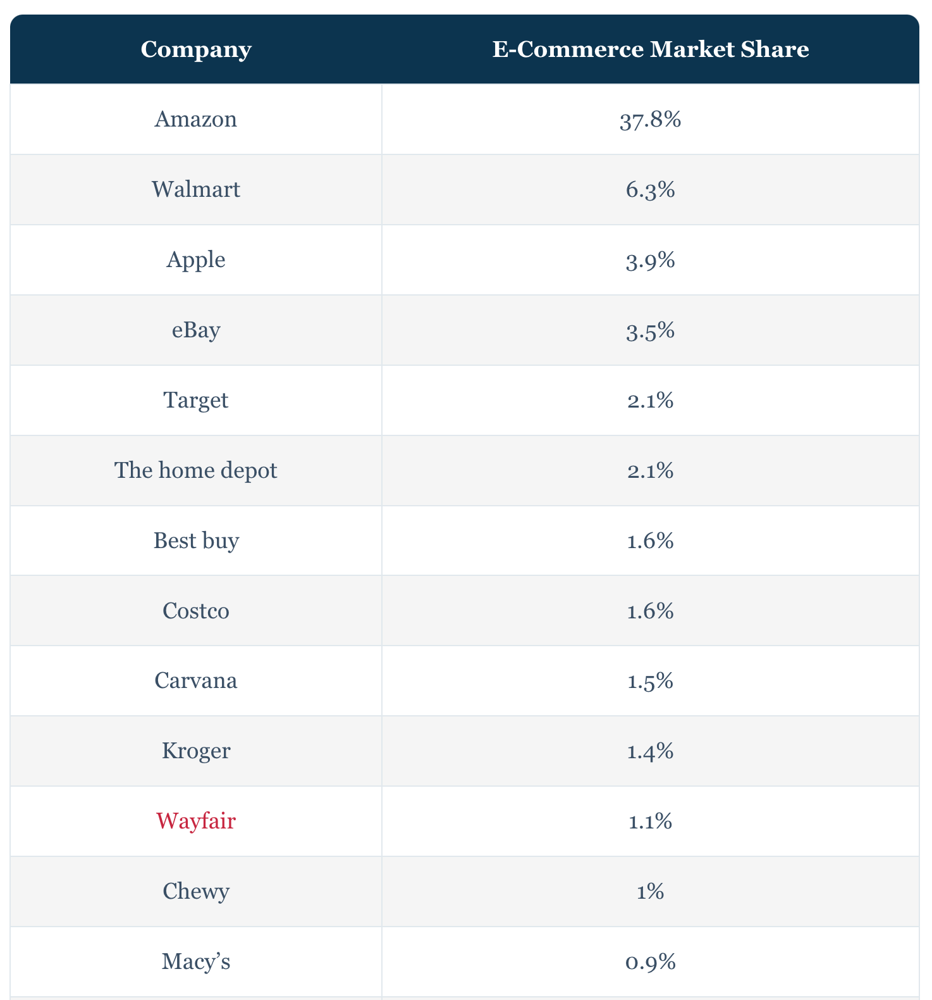 Company E-Commerce Market Share
Amazon 37.8%
Walmart 6.3%
Apple 3.9%
eBay 3.5%
Target 2.1%
The home depot 2.1%
Best buy 1.6%
Costco 1.6%
Carvana 1.5%
Kroger 1.4%
Wayfair 1.1%
Chewy 1%
Macy’s 0.9%